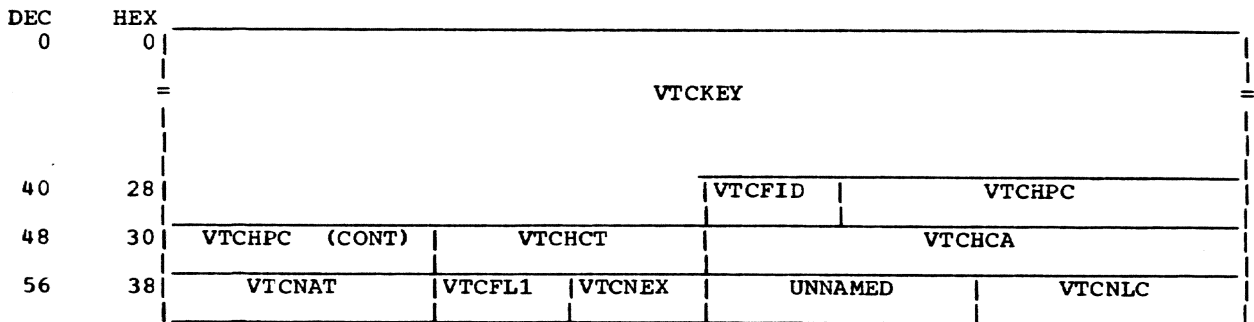 DEC HEX
0 0
VTCKEY
40 28 VTCFID VTCHPC
48 30 VTCHPC (CONT) VTCHCT VTCHCA
56 38 VTCNAT VTCFL1 VTCNEX UNNAMED VTCNLC